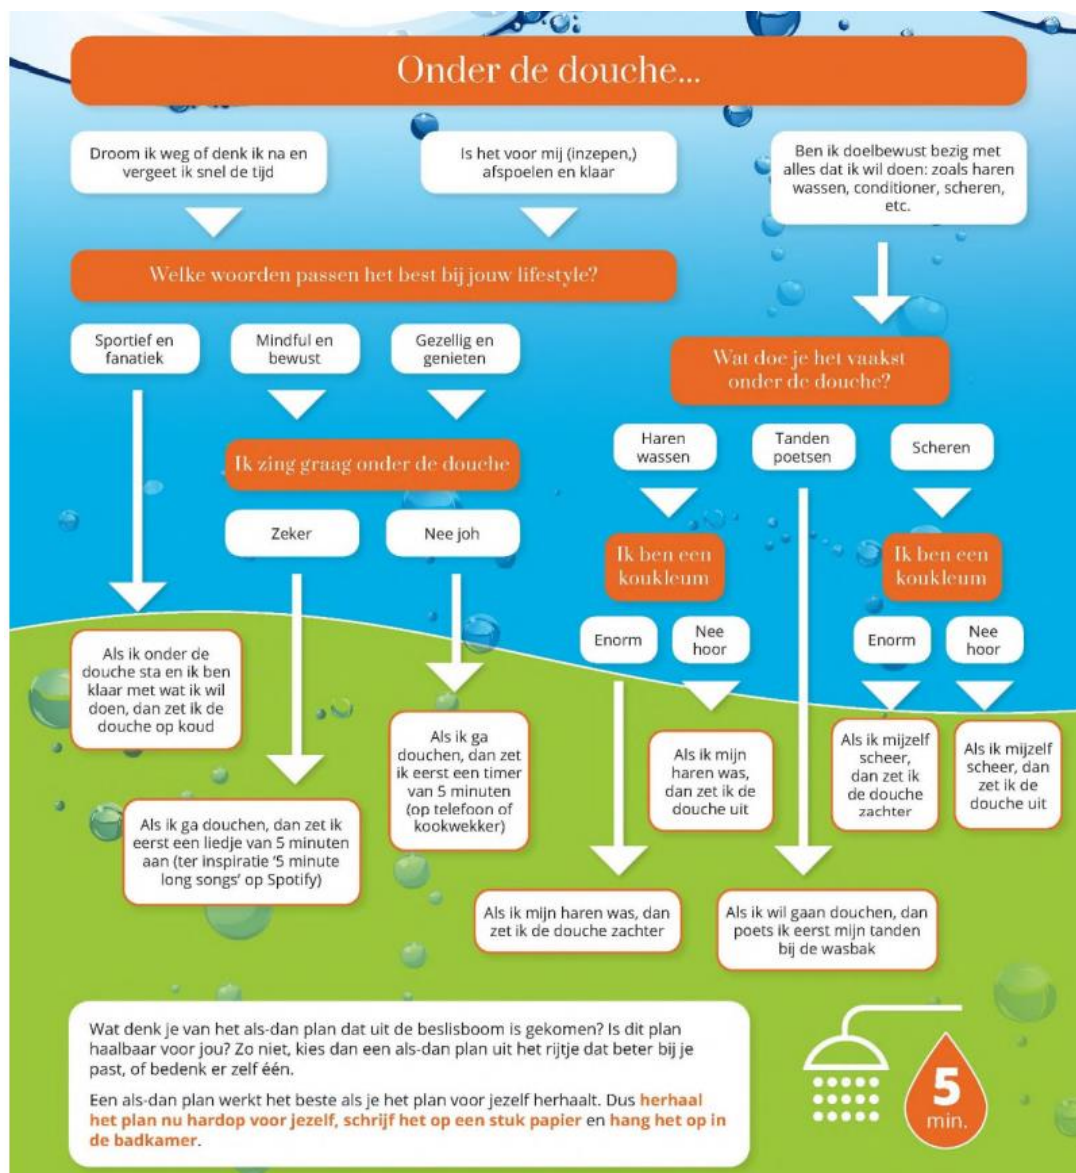 Onder de douche...
Droom ik weg of denk ik na en
vergeet ik snel de tijd
Is het voor mij (inzepen,)
afspoelen en klaar
Ben ik doelbewust bezig met
alles dat ik wil doen: zoals haren
wassen, conditioner, scheren,
etc.
Welke woorden passen het best bij jouw lifestyle?
Sportief en
fanatiek
Mindful en
bewust
Gezellig en
genieten
Wat doe je het vaakst
onder de douche?
Ik zing graag onder de douche
Haren
wassen
Tanden
poetsen
Scheren
Zeker
Nee joh
Ik ben een
koukleum
Ik ben een
koukleum
Enorm
Nee
hoor
Enorm
Nee
hoor
Als ik onder de
douche sta en ik ben
klaar met wat ik wil
doen, dan zet ik de
douche op koud
Als ik ga
douchen, dan zet
ik eerst een timer
van 5 minuten
(op telefoon of
kookwekker)
Als ik mijn
haren was,
dan zet ik de
douche uit
Als ik mijzelf
scheer,
dan zet ik
de douche
zachter
Als ik mijzelf
scheer, dan
zet ik de
douche uit
Als ik ga douchen, dan zet ik
eerst een liedje van 5 minuten
aan (ter inspiratie ‘5 minute
long songs’ op Spotify)
Als ik mijn haren was, dan
zet ik de douche zachter
Als ik wil gaan douchen, dan
poets ik eerst mijn tanden
bij de wasbak
Wat denk je van het als-dan plan dat uit de beslisboom is gekomen? Is dit plan
haalbaar voor jou? Zo niet, kies dan een als-dan plan uit het rijtje dat beter bij je
past, of bedenk er zelf één.
Een als-dan plan werkt het beste als je het plan voor jezelf herhaalt. Dus herhaal
het plan nu hardop voor jezelf, schrijf het op een stuk papier en hang het op in
de badkamer.
5
min.